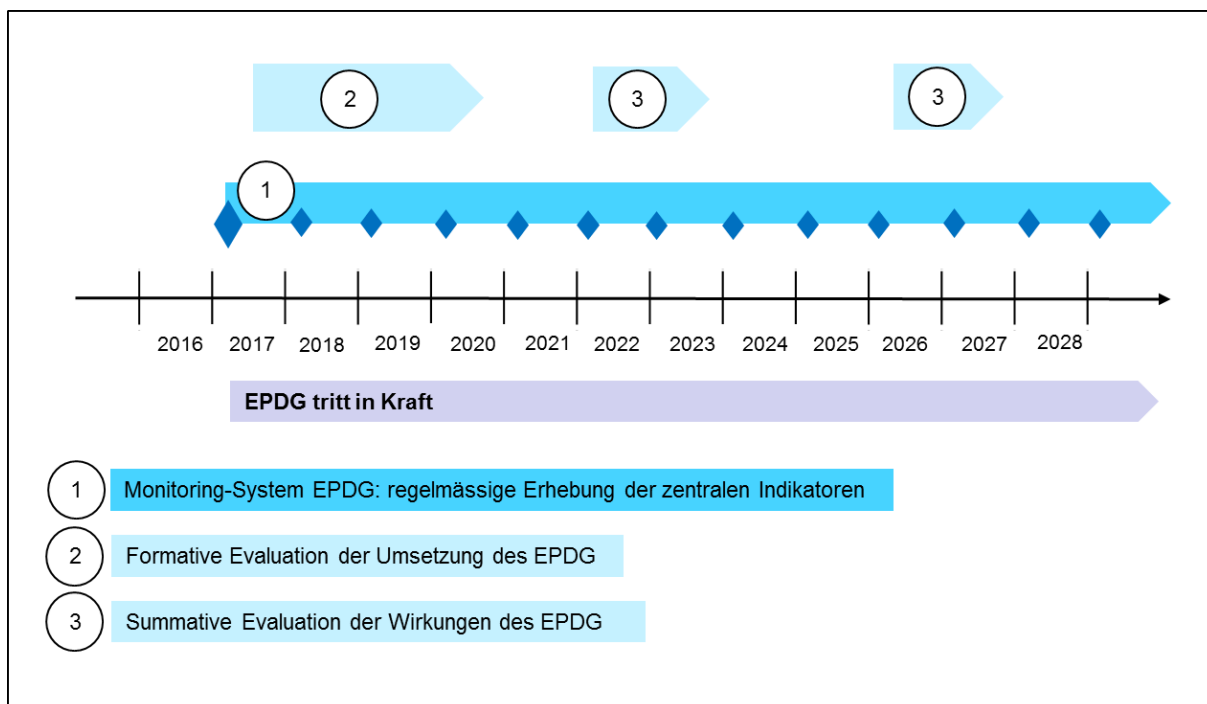 2
3
3
1
2016 2017 2018 2019 2020 2021 2022 2023 2024 2025 2026 2027 2028
EPDG tritt in Kraft
1 Monitoring-System EPDG: regelmässige Erhebung der zentralen Indikatoren
2 Formative Evaluation der Umsetzung des EPDG
3 Summative Evaluation der Wirkungen des EPDG